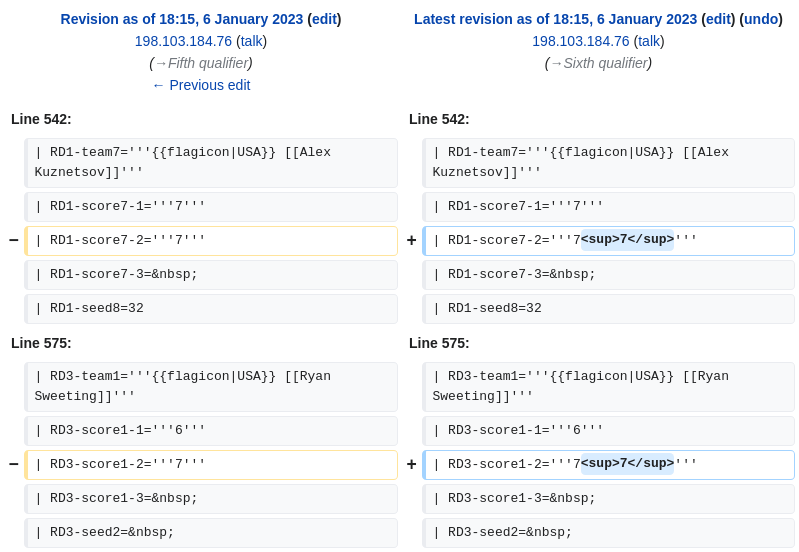 Revision as of 18:15, 6 January 2023 (edit)
198.103.184.76 (talk)
(→Fifth qualifier)
← Previous edit
Latest revision as of 18:15, 6 January 2023 (edit) (undo)
198.103.184.76 (talk)
(→Sixth qualifier)
Line 542:
Line 542:
| RD1-team7='''{{flagicon|USA}} [[Alex
Kuznetsov]]'''
| RD1-team7='''{{flagicon|USA}} [[Alex
Kuznetsov]]'''
| RD1-score7-1='''7'''
| RD1-score7-1='''7'''
− | RD1-score7-2='''7'''
+ | RD1-score7-2='''7<sup>7</sup>'''
| RD1-score7-3=&nbsp;
| RD1-score7-3=&nbsp;
| RD1-seed8=32
| RD1-seed8=32
Line 575:
Line 575:
| RD3-team1='''{{flagicon|USA}} [[Ryan
Sweeting]]'''
| RD3-team1='''{{flagicon|USA}} [[Ryan
Sweeting]]'''
| RD3-score1-1='''6'''
| RD3-score1-1='''6'''
− | RD3-score1-2='''7'''
+ | RD3-score1-2='''7<sup>7</sup>'''
| RD3-score1-3=&nbsp;
| RD3-score1-3=&nbsp;
| RD3-seed2=&nbsp;
| RD3-seed2=&nbsp;